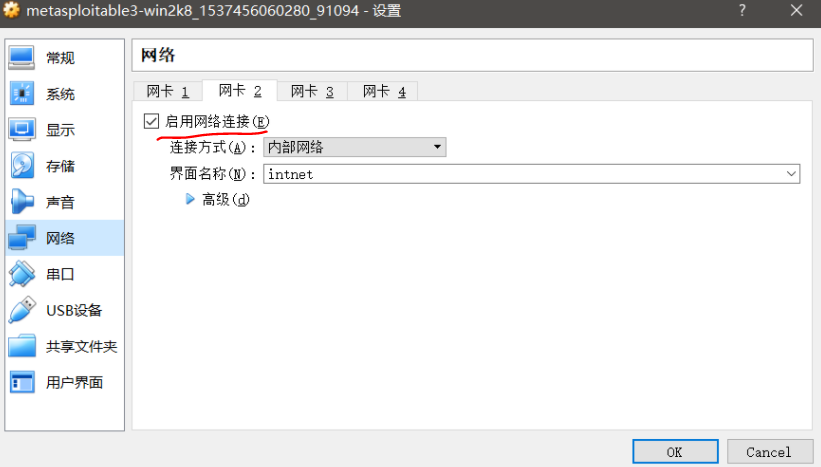 metasploitable3-win2k8_1537456060280_91094 - 设置
常规
系统
显示
存储
声音
网络
串口
USB设备
共享文件夹
用户界面
网络
网卡 1 网卡 2 网卡 3 网卡 4
启用网络连接(E)
连接方式(A): 内部网络
界面名称(N): intnet
高级(d)
OK Cancel